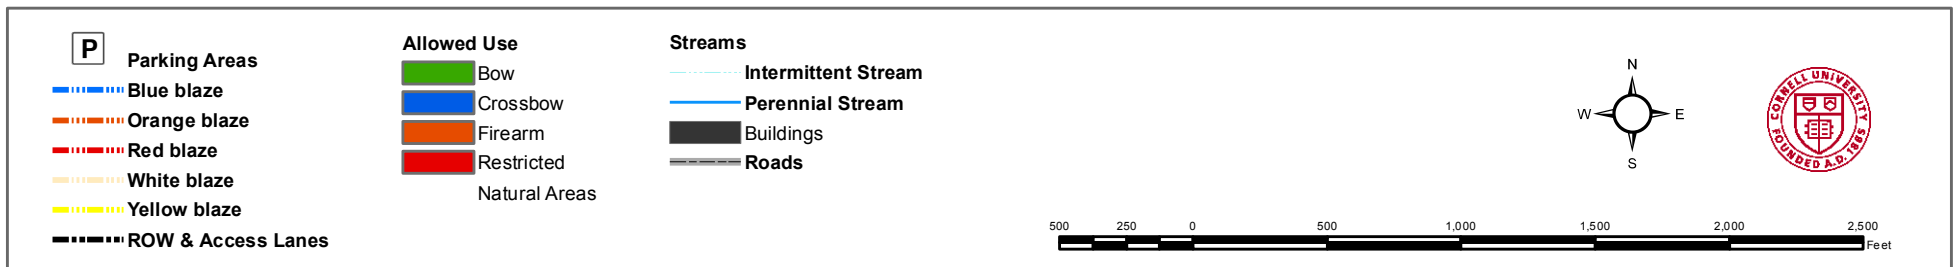 P Parking Areas
Blue blaze
Orange blaze
Red blaze
White blaze
Yellow blaze
ROW & Access Lanes
Allowed Use
Bow
Crossbow
Firearm
Restricted
Natural Areas
Streams
Intermittent Stream
Perennial Stream
Buildings
Roads
N
W E
S
CORNELL UNIVERSITY
FOUNDED A.D. 1865
500 250 0 500 1,000 1,500 2,000 2,500
Feet